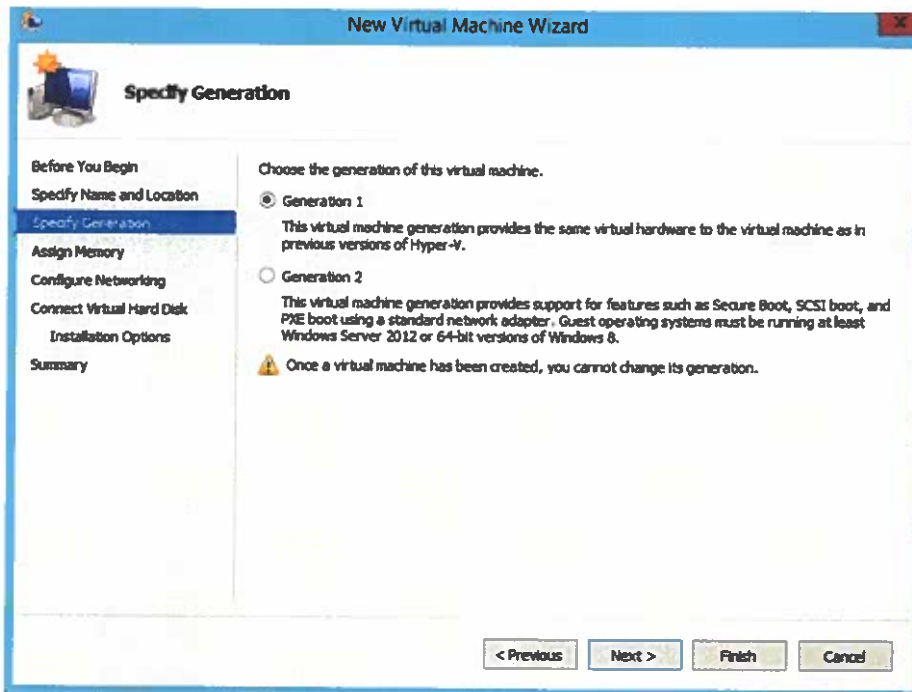 New Virtual Machine Wizard
Specify Generation
Before You Begin
Specify Name and Location
Specify Generation
Assign Memory
Configure Networking
Connect Virtual Hard Disk
Installation Options
Summary
Choose the generation of this virtual machine.
Generation 1
This virtual machine generation provides the same virtual hardware to the virtual machine as in
previous versions of Hyper-V.
Generation 2
This virtual machine generation provides support for features such as Secure Boot, SCSI boot, and
PXE boot using a standard network adapter. Guest operating systems must be running at least
Windows Server 2012 or 64-bit versions of Windows 8.
Once a virtual machine has been created, you cannot change its generation.
< Previous
Next >
Finish
Cancel